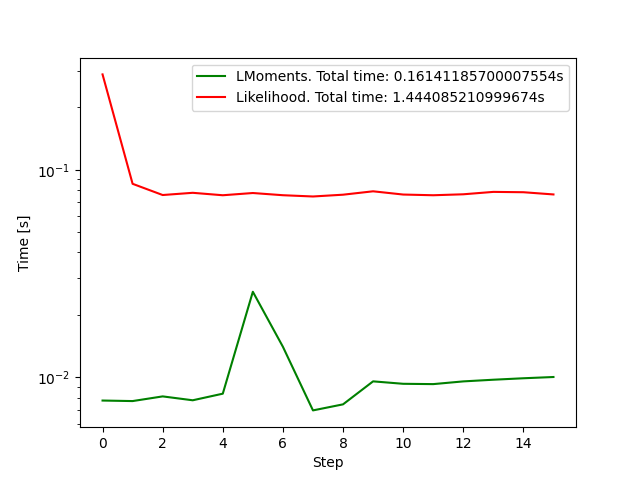 LMoments. Total time: 0.16141185700007554s
Likelihood. Total time: 1.444085210999674s
10⁻¹
10⁻²
Time [s]
0 2 4 6 8 10 12 14
Step